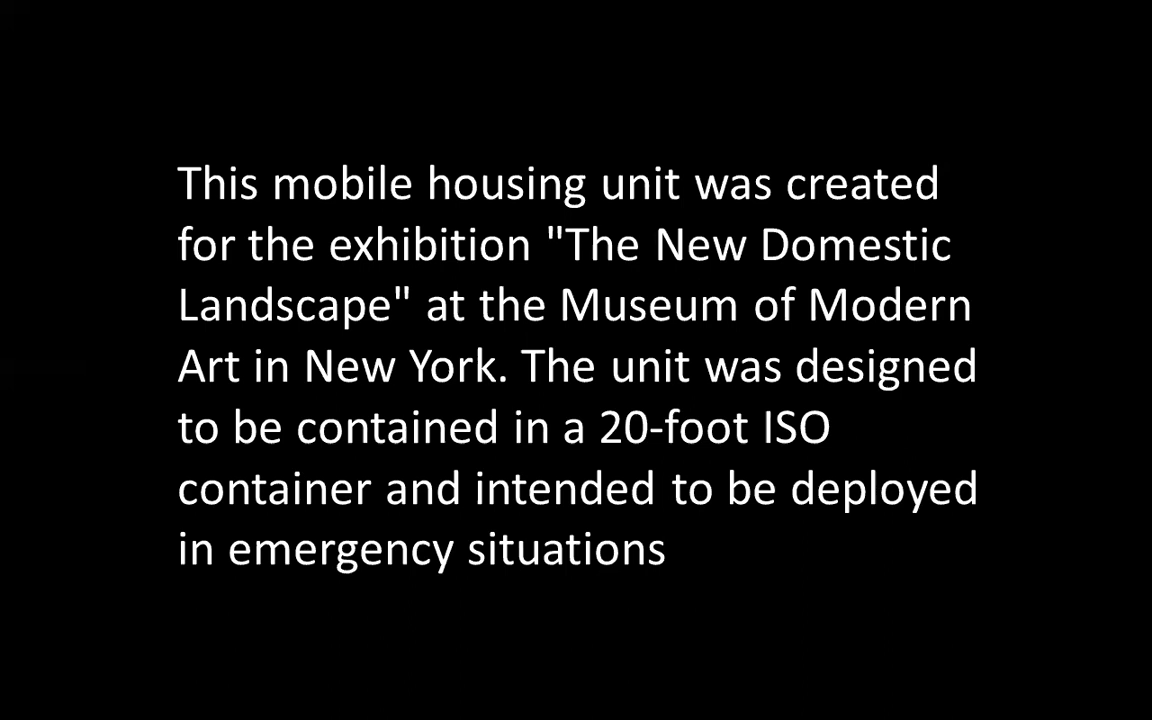 This mobile housing unit was created
for the exhibition "The New Domestic
Landscape" at the Museum of Modern
Art in New York. The unit was designed
to be contained in a 20-foot ISO
container and intended to be deployed
in emergency situations